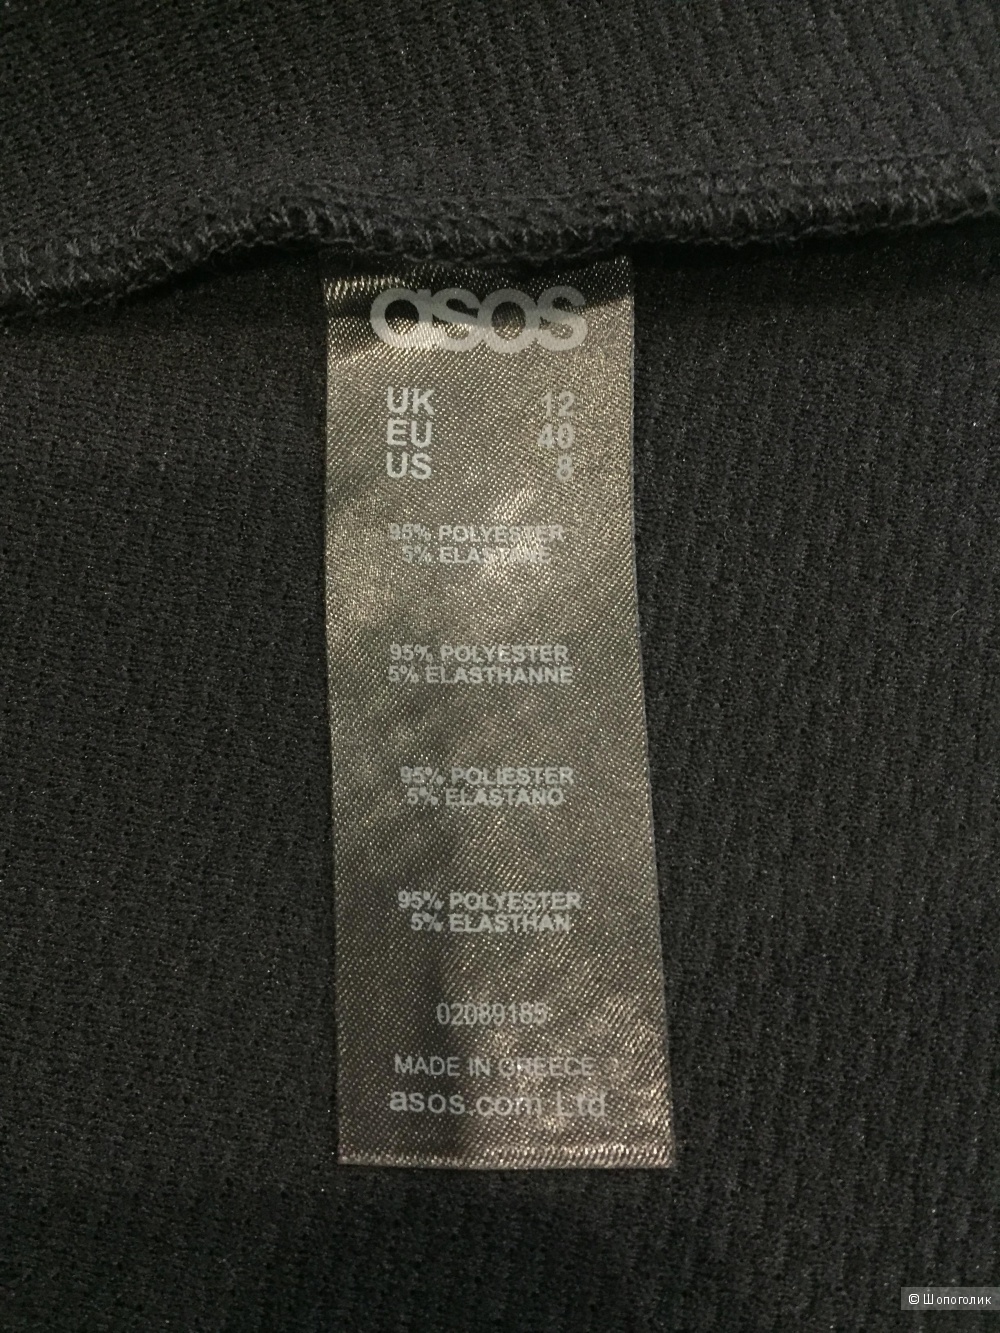 asos
UK 12
EU 40
US 8
95% POLYESTER
5% ELASTANE
95% POLYESTER
5% ELASTHANNE
95% POLIESTER
5% ELASTANO
95% POLYESTER
5% ELASTHAN
02089185
MADE IN GREECE
asos.com Ltd
© Шопоголик